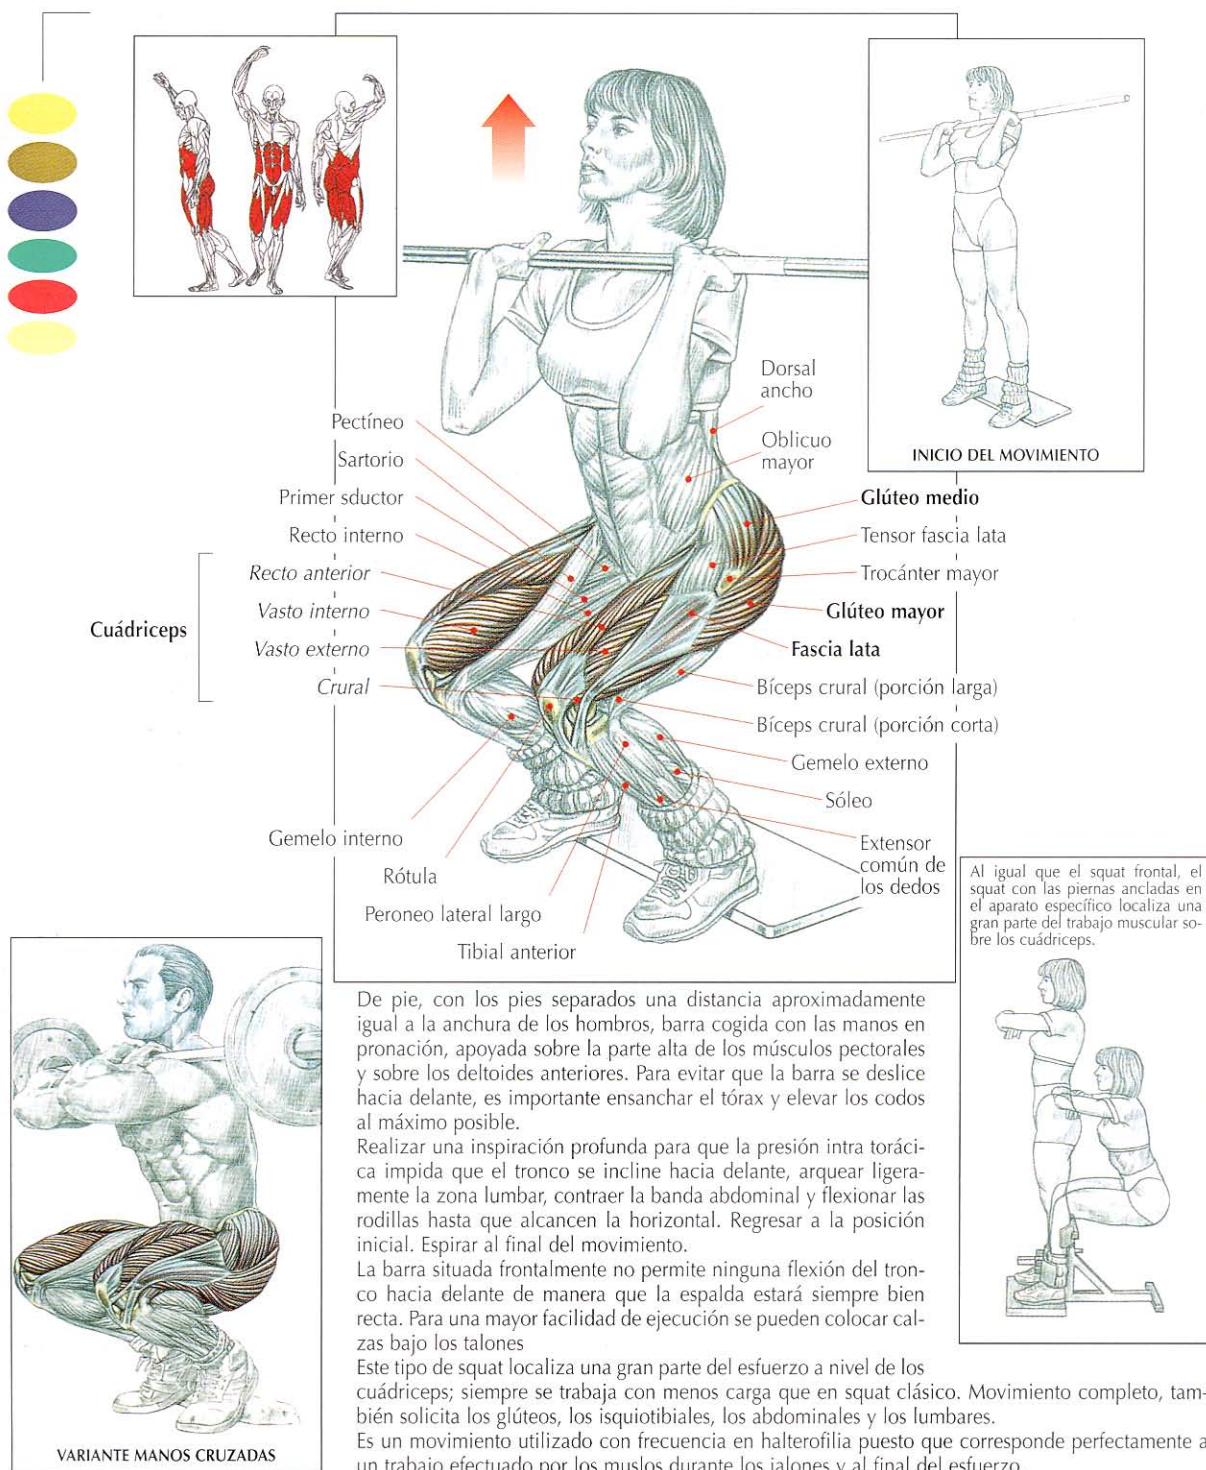 INICIO DEL MOVIMIENTO
Dorsal
ancho
Oblicuo
mayor
Glúteo medio
Tensor fascia lata
Trocánter mayor
Glúteo mayor
Fascia lata
Bíceps crural (porción larga)
Bíceps crural (porción corta)
Gemelo externo
Sóleo
Extensor
común de
los dedos
Pectíneo
Sartorio
Primer sductor
Recto interno
Recto anterior
Vasto interno
Cuádriceps
Vasto externo
Crural
Gemelo interno
Rótula
Peroneo lateral largo
Tibial anterior
Al igual que el squat frontal, el
squat con las piernas ancladas en
el aparato específico localiza una
gran parte del trabajo muscular so-
bre los cuádriceps.
De pie, con los pies separados una distancia aproximadamente
igual a la anchura de los hombros, barra cogida con las manos en
pronación, apoyada sobre la parte alta de los músculos pectorales
y sobre los deltoides anteriores. Para evitar que la barra se deslice
hacia delante, es importante ensanchar el tórax y elevar los codos
al máximo posible.
Realizar una inspiración profunda para que la presión intra toráci-
ca impida que el tronco se incline hacia delante, arquear ligera-
mente la zona lumbar, contraer la banda abdominal y flexionar las
rodillas hasta que alcancen la horizontal. Regresar a la posición
inicial. Espirar al final del movimiento.
La barra situada frontalmente no permite ninguna flexión del tron-
co hacia delante de manera que la espalda estará siempre bien
recta. Para una mayor facilidad de ejecución se pueden colocar cal-
zas bajo los talones
Este tipo de squat localiza una gran parte del esfuerzo a nivel de los
cuádriceps; siempre se trabaja con menos carga que en squat clásico. Movimiento completo, tam-
bién solicita los glúteos, los isquiotibiales, los abdominales y los lumbares.
Es un movimiento utilizado con frecuencia en halterofilia puesto que corresponde perfectamente a
un trabajo efectuado por los muslos durante los jalones y al final del esfuerzo.
VARIANTE MANOS CRUZADAS